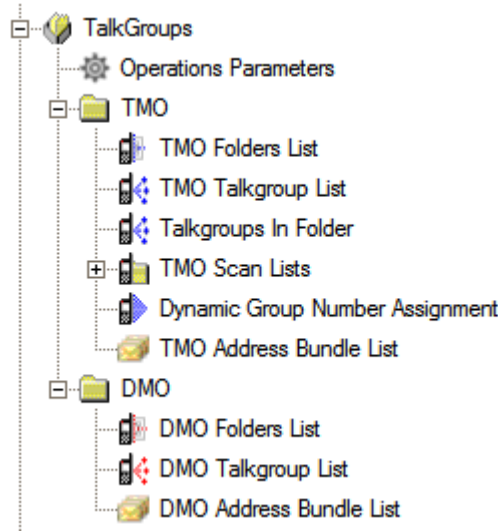 TalkGroups
Operations Parameters
TMO
TMO Folders List
TMO Talkgroup List
Talkgroups In Folder
TMO Scan Lists
Dynamic Group Number Assignment
TMO Address Bundle List
DMO
DMO Folders List
DMO Talkgroup List
DMO Address Bundle List